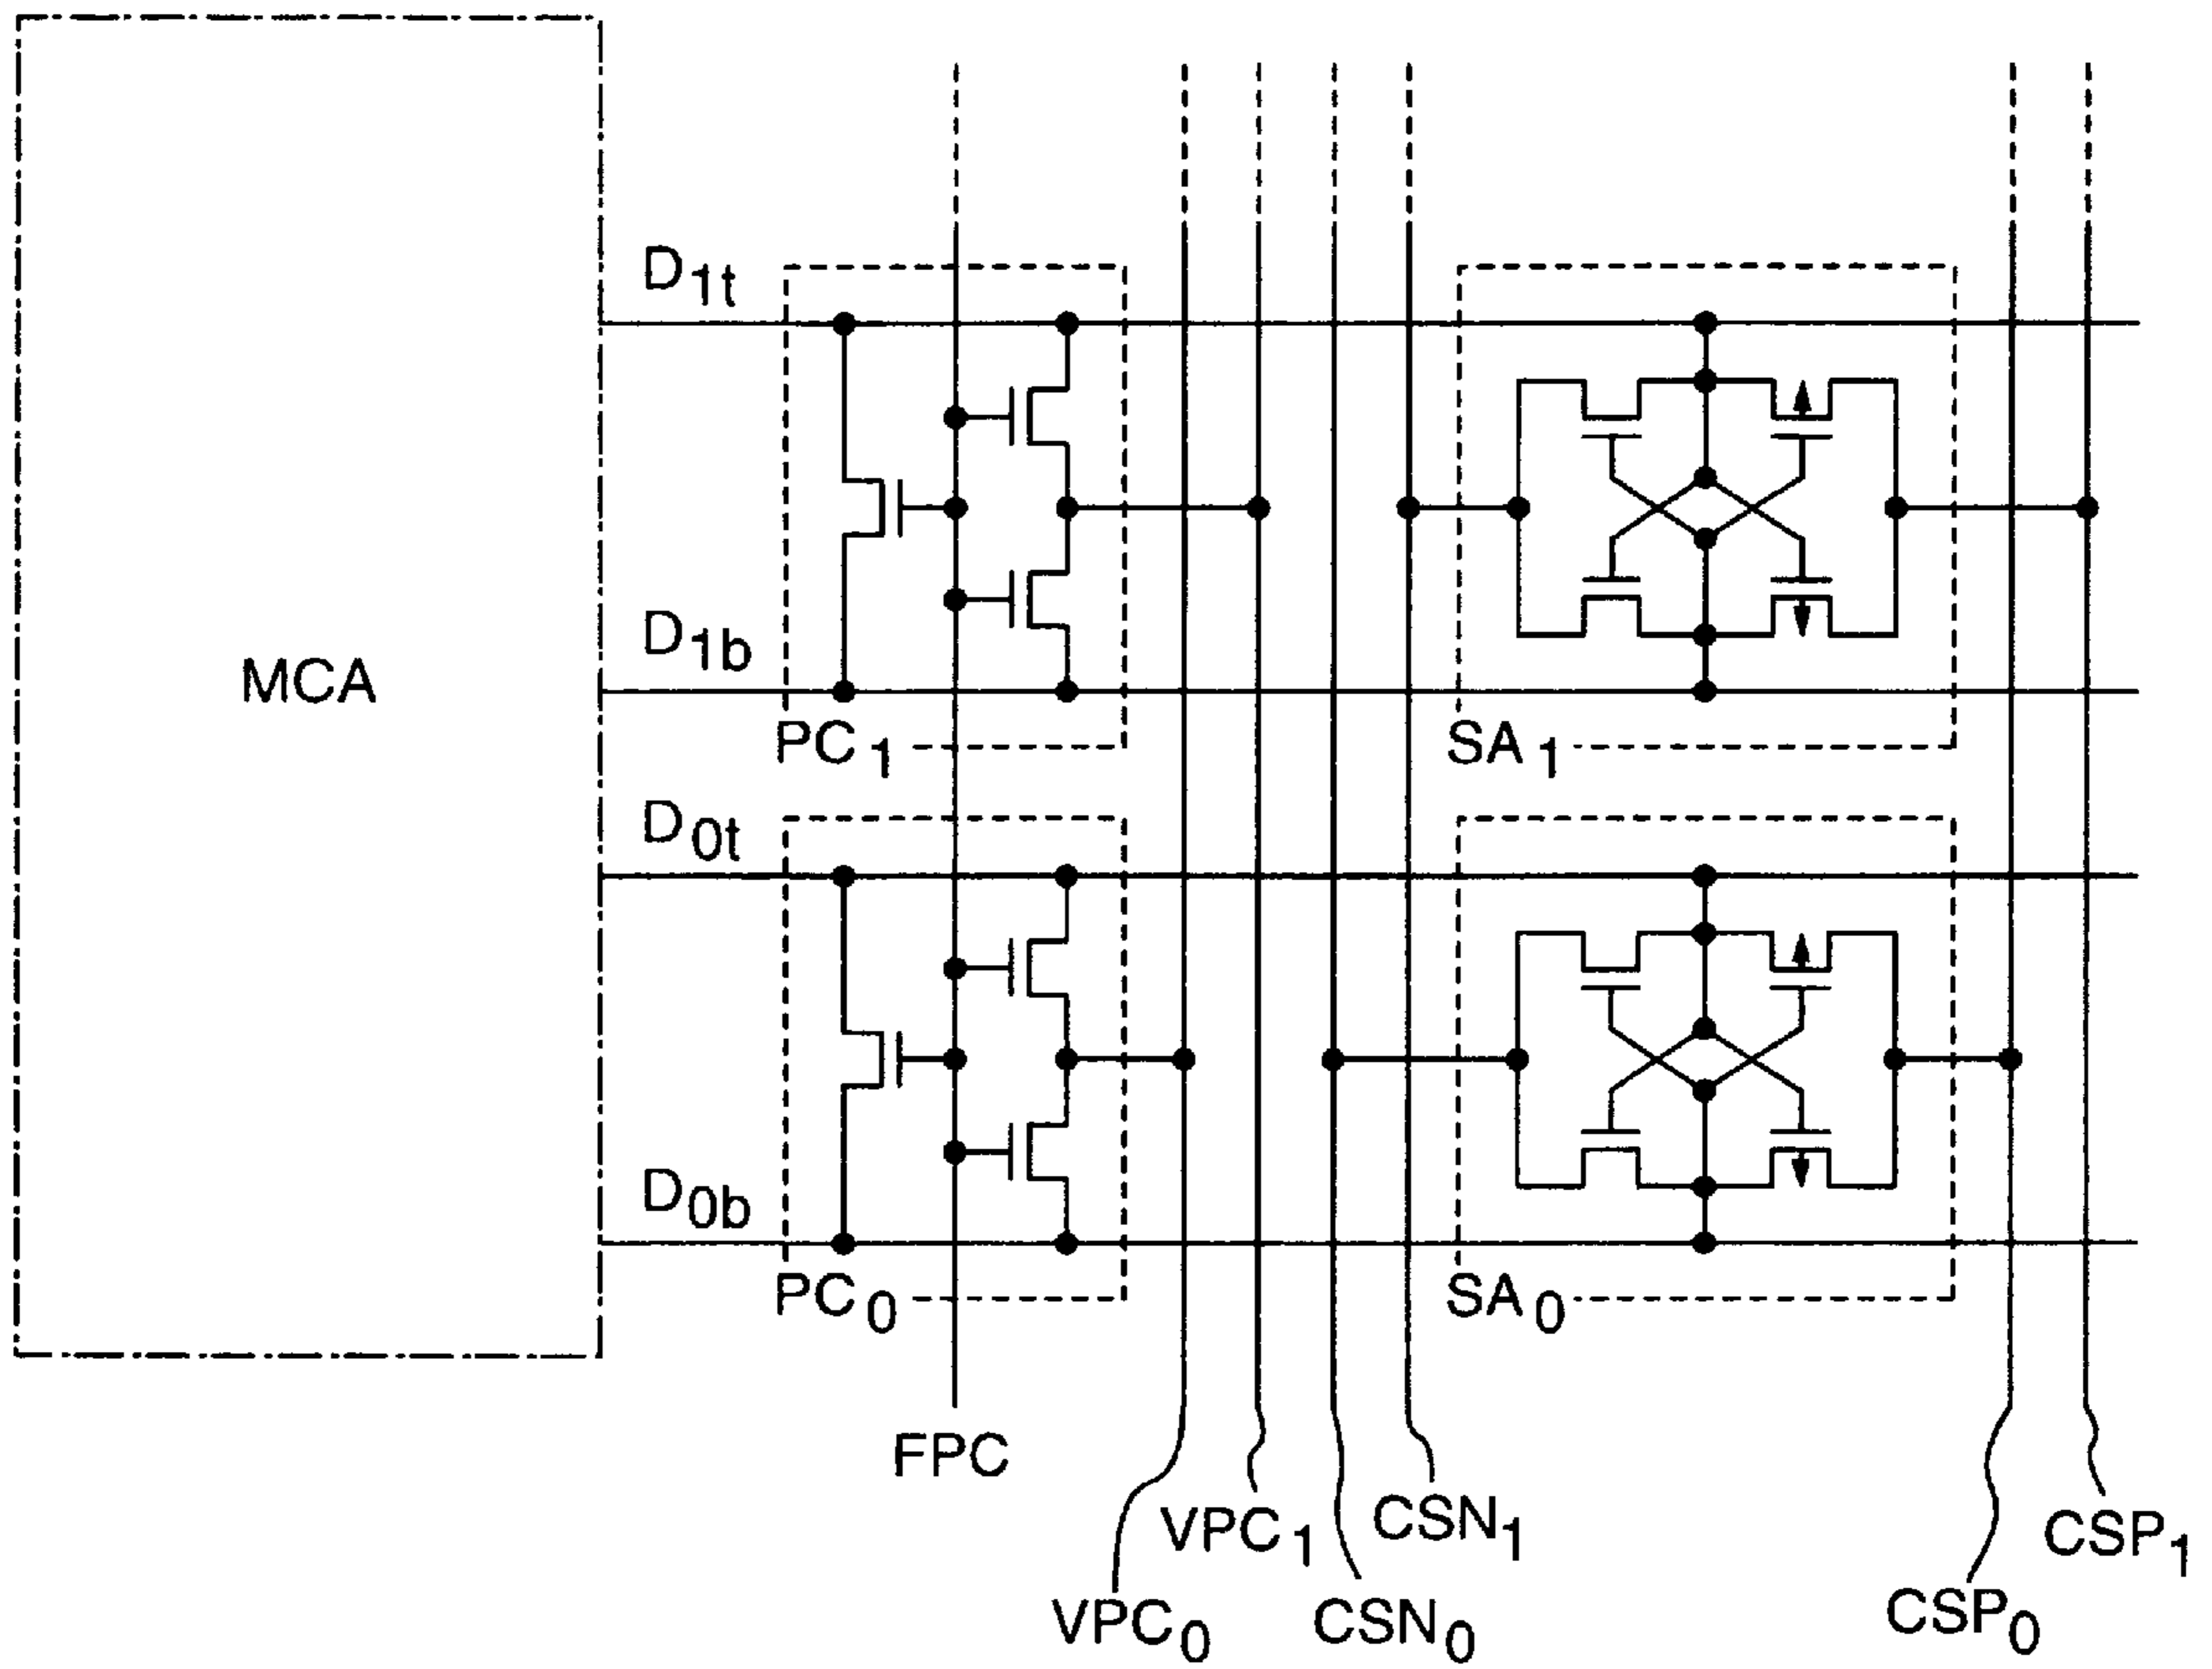 D1t
D1b
MCA
PC1
SA1
D0t
D0b
PC0
SA0
FPC
VPC1
CSN1
CSP1
VPC0
CSN0
CSP0